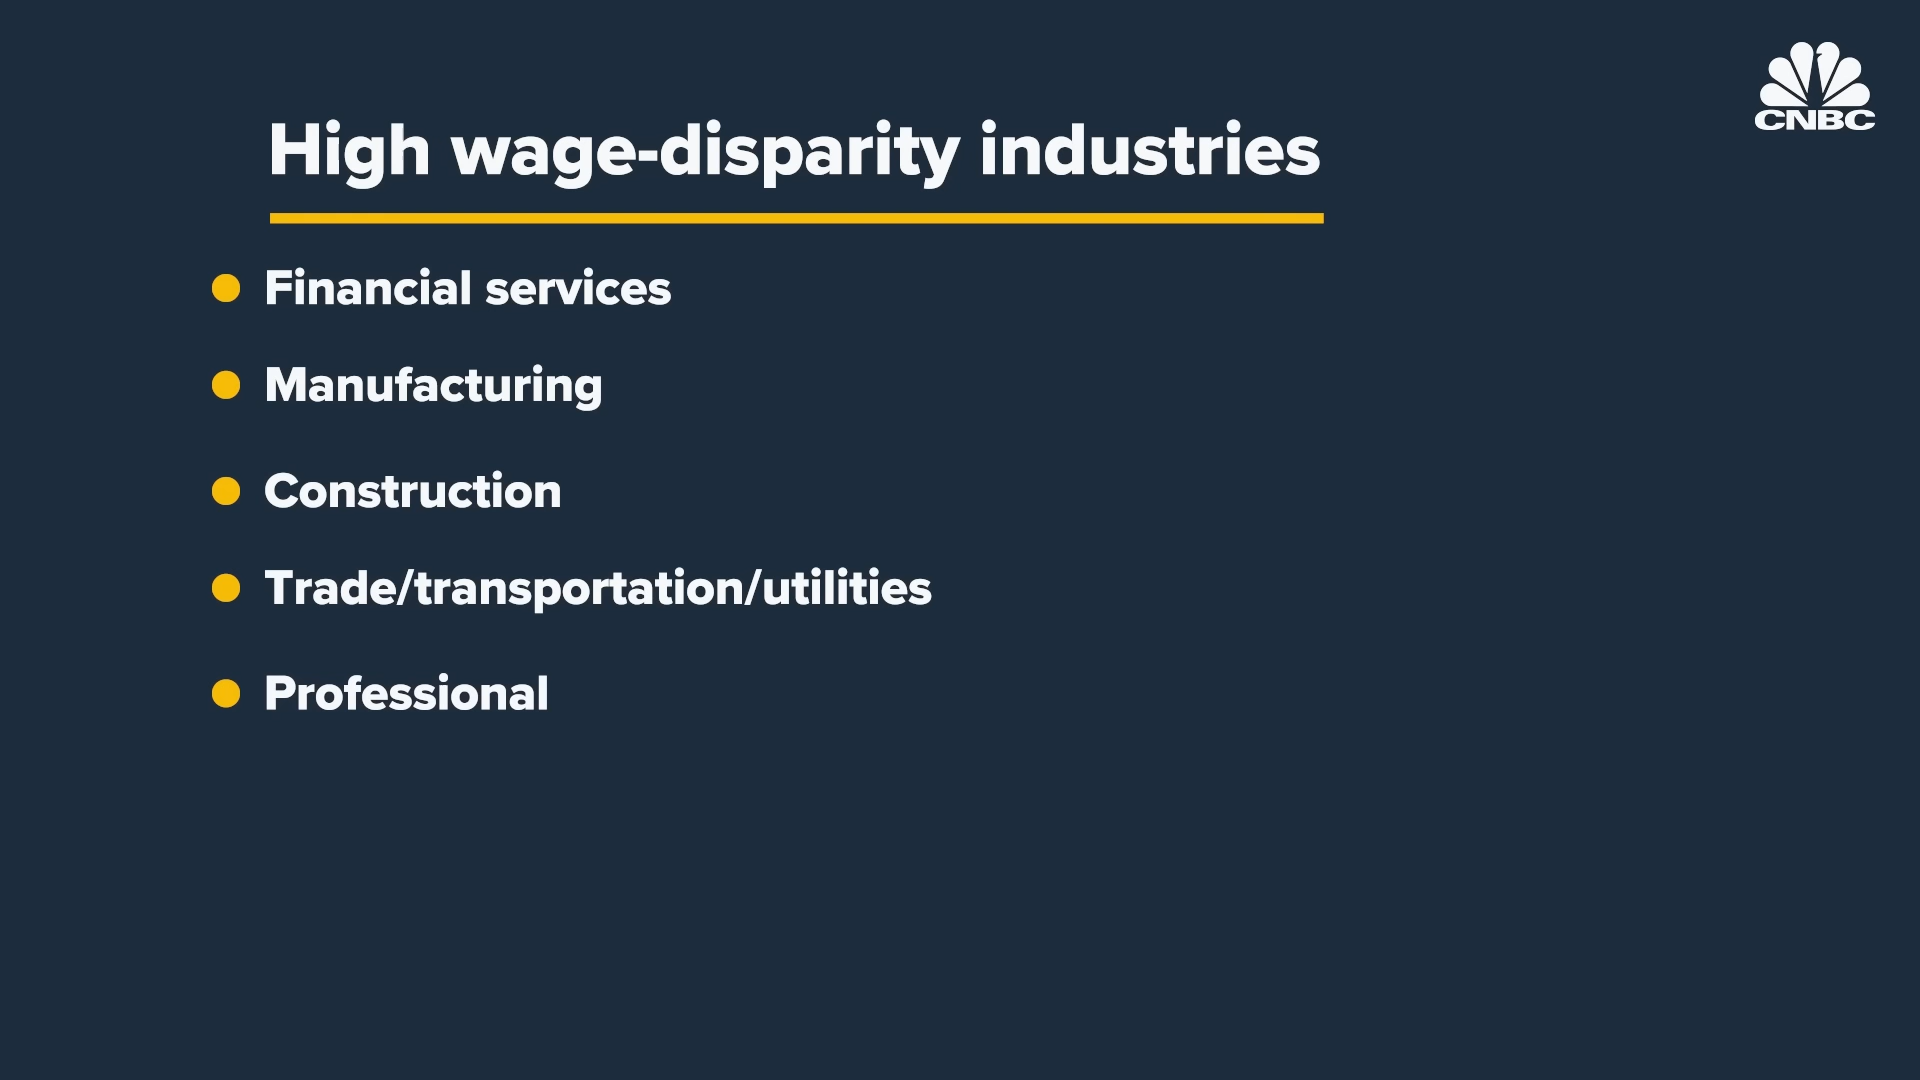 CNBC
High wage-disparity industries
Financial services
Manufacturing
Construction
Trade/transportation/utilities
Professional